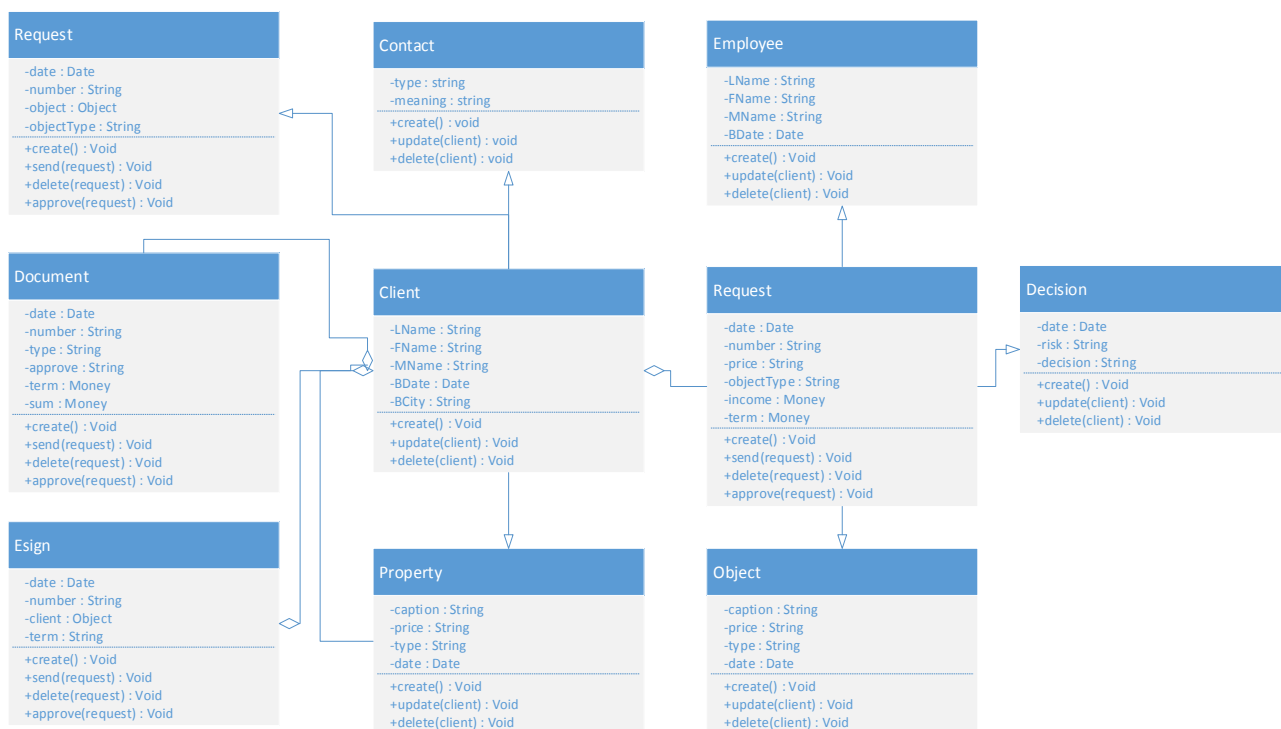 Request
-date : Date
-number : String
-object : Object
-objectType : String
+create() : Void
+send(request) : Void
+delete(request) : Void
+approve(request) : Void
Contact
-type : string
-meaning : string
+create() : void
+update(client) : void
+delete(client) : void
Employee
-LName : String
-FName : String
-MName : String
-BDate : Date
+create() : Void
+update(client) : Void
+delete(client) : Void
Document
-date : Date
-number : String
-type : String
-approve : String
-term : Money
-sum : Money
+create() : Void
+send(request) : Void
+delete(request) : Void
+approve(request) : Void
Client
-LName : String
-FName : String
-MName : String
-BDate : Date
-BCity : String
+create() : Void
+update(client) : Void
+delete(client) : Void
Request
-date : Date
-number : String
-price : String
-objectType : String
-income : Money
-term : Money
+create() : Void
+send(request) : Void
+delete(request) : Void
+approve(request) : Void
Decision
-date : Date
-risk : String
-decision : String
+create() : Void
+update(client) : Void
+delete(client) : Void
Esign
-date : Date
-number : String
-client : Object
-term : String
+create() : Void
+send(request) : Void
+delete(request) : Void
+approve(request) : Void
Property
-caption : String
-price : String
-type : String
-date : Date
+create() : Void
+update(client) : Void
+delete(client) : Void
Object
-caption : String
-price : String
-type : String
-date : Date
+create() : Void
+update(client) : Void
+delete(client) : Void